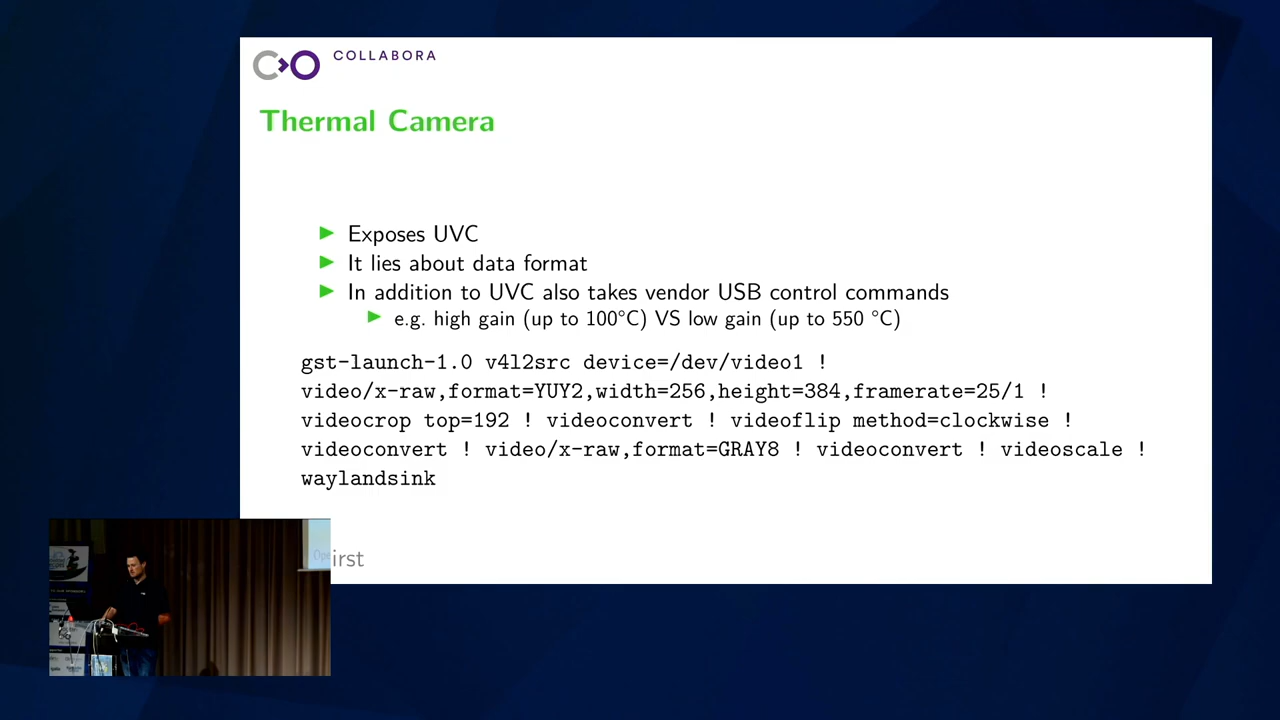 COLLABORA
Thermal Camera
Exposes UVC
It lies about data format
In addition to UVC also takes vendor USB control commands
e.g. high gain (up to 100°C) VS low gain (up to 550 °C)
gst-launch-1.0 v4l2src device=/dev/video1 !
video/x-raw,format=YUY2,width=256,height=384,framerate=25/1 !
videocrop top=192 ! videoconvert ! videoflip method=clockwise !
videoconvert ! video/x-raw,format=GRAY8 ! videoconvert ! videoscale !
waylandsink
irst